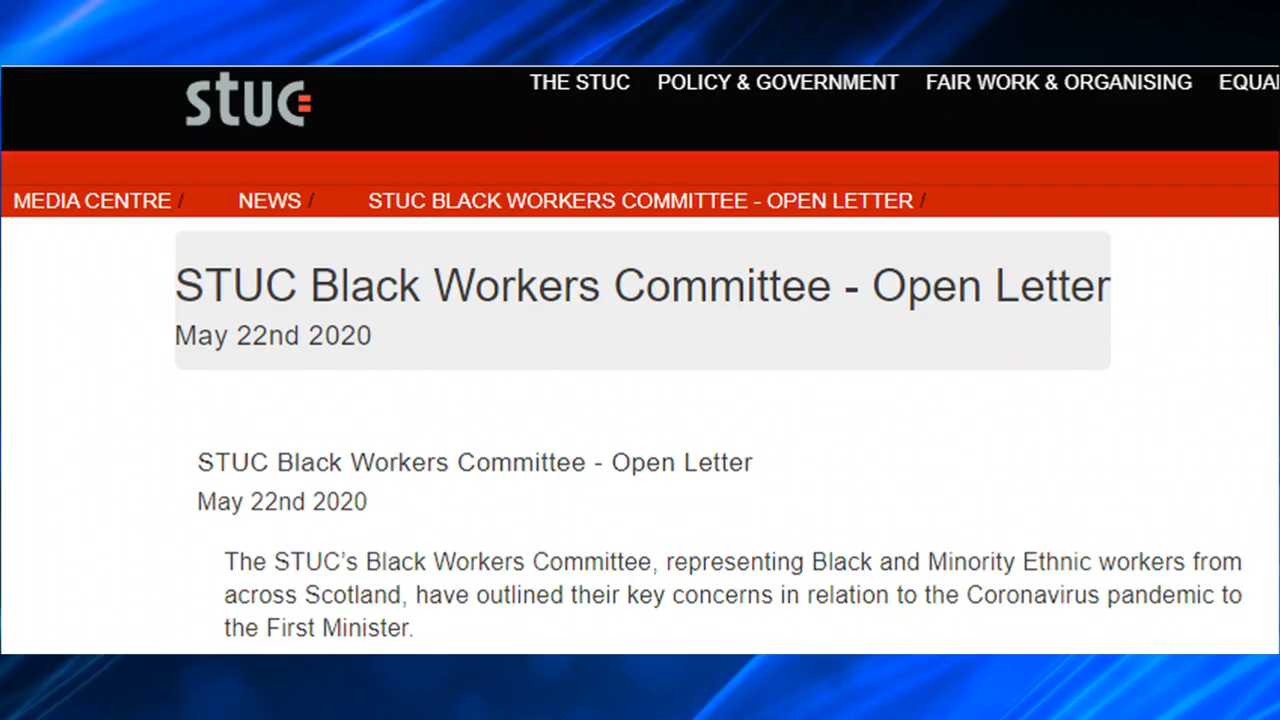 stuc
THE STUC POLICY & GOVERNMENT FAIR WORK & ORGANISING EQUA
MEDIA CENTRE / NEWS / STUC BLACK WORKERS COMMITTEE - OPEN LETTER /
STUC Black Workers Committee - Open Letter
May 22nd 2020
STUC Black Workers Committee - Open Letter
May 22nd 2020
The STUC’s Black Workers Committee, representing Black and Minority Ethnic workers from
across Scotland, have outlined their key concerns in relation to the Coronavirus pandemic to
the First Minister.